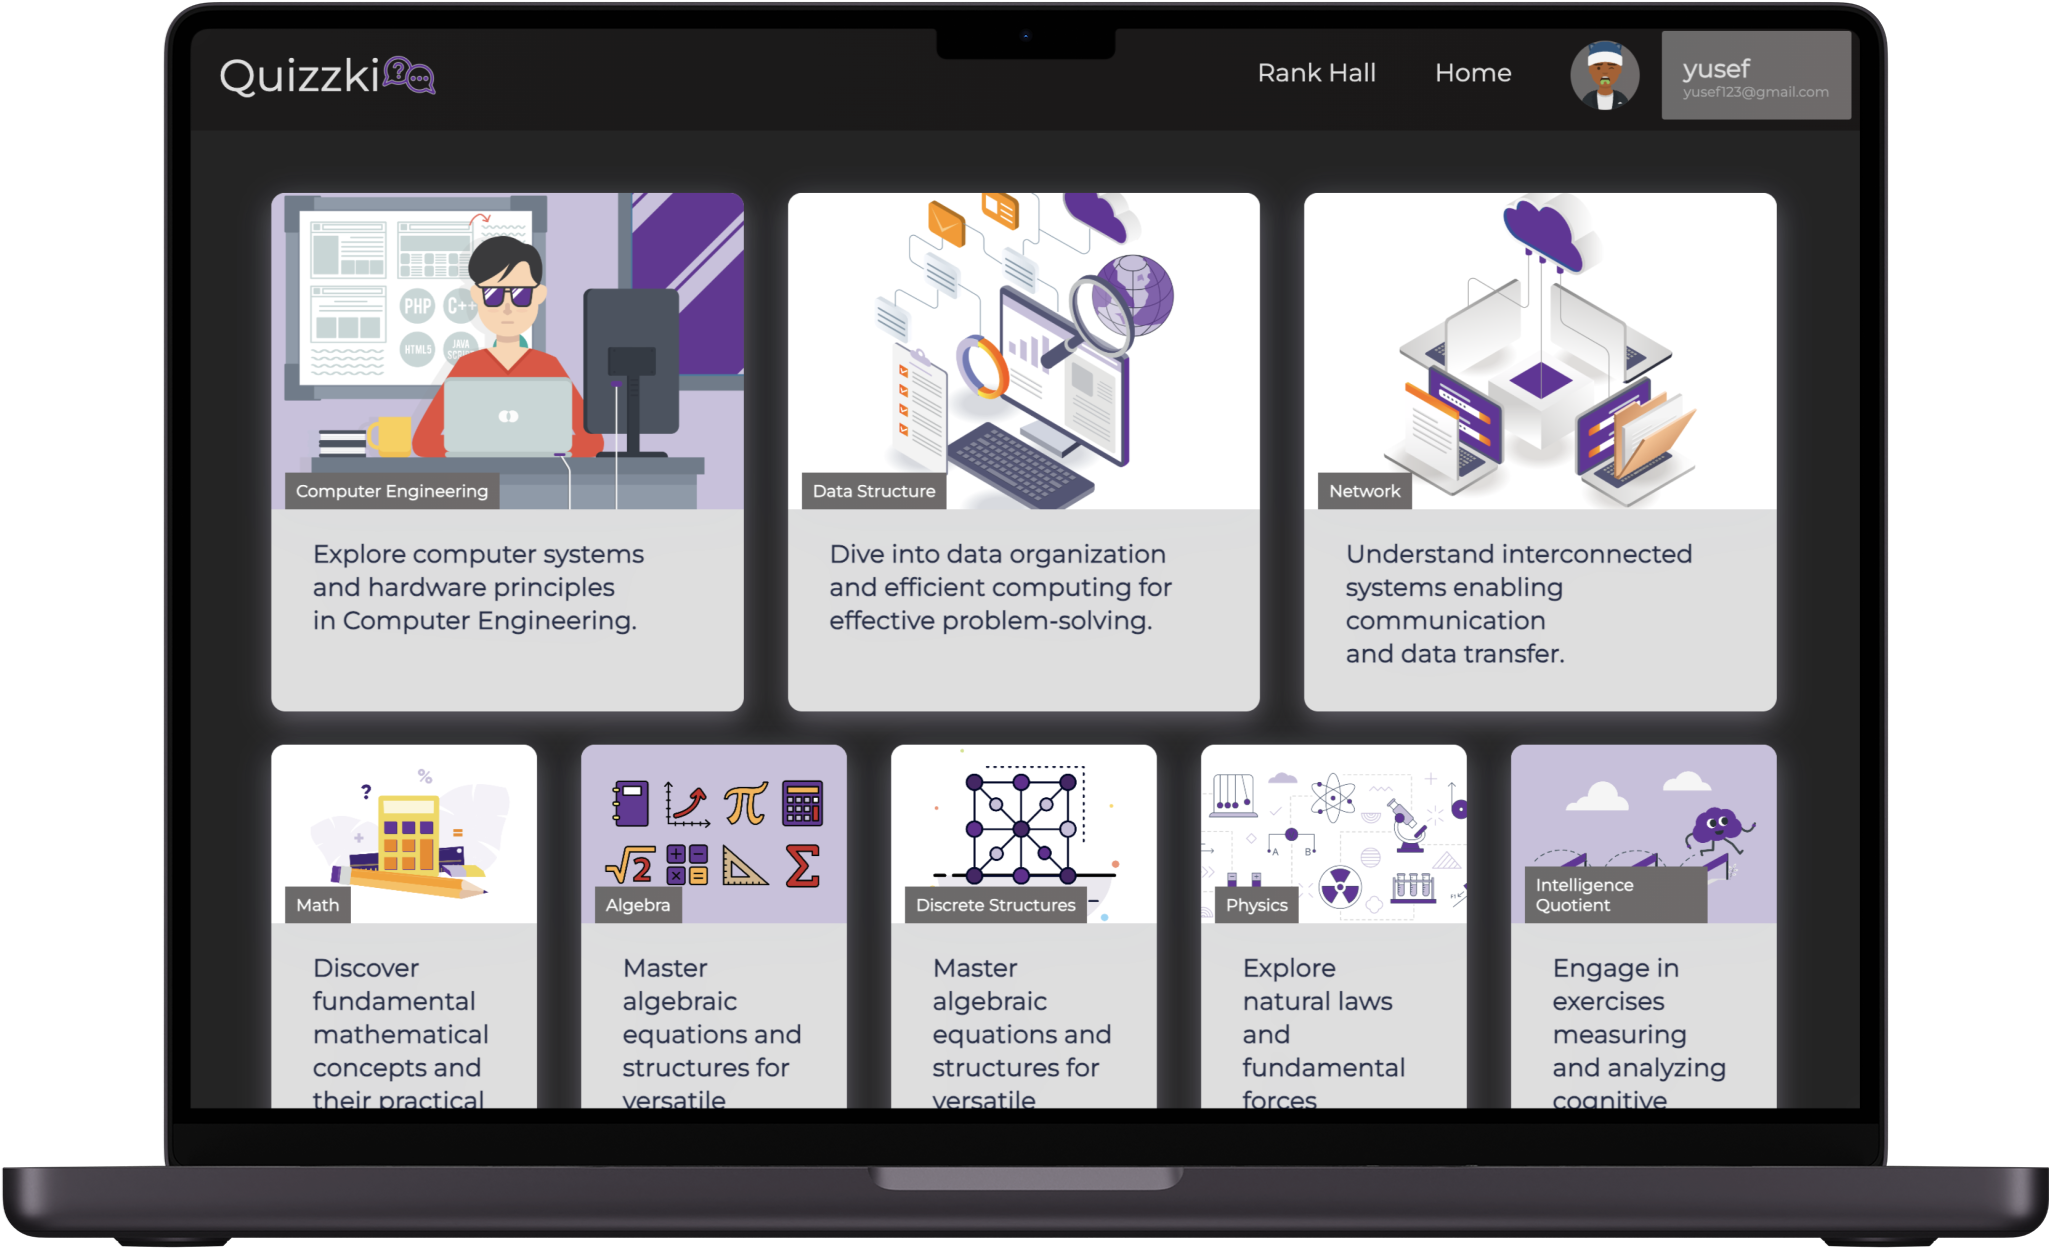 Quizzki
Rank Hall
Home
yusef
yusef123@gmail.com
PHP
C++
HTML5
JAVA
Computer Engineering
Explore computer systems
and hardware principles
in Computer Engineering.
Data Structure
Dive into data organization
and efficient computing for
effective problem-solving.
Network
Understand interconnected
systems enabling
communication
and data transfer.
?
%
+
=
Math
Discover
fundamental
mathematical
concepts and
their practical
π
√2
+ −
× =
Σ
Algebra
Master
algebraic
equations and
structures for
versatile
Discrete Structures
Master
algebraic
equations and
structures for
versatile
A B
Physics
Explore
natural laws
and
fundamental
forces
Intelligence
Quotient
Engage in
exercises
measuring
and analyzing
cognitive